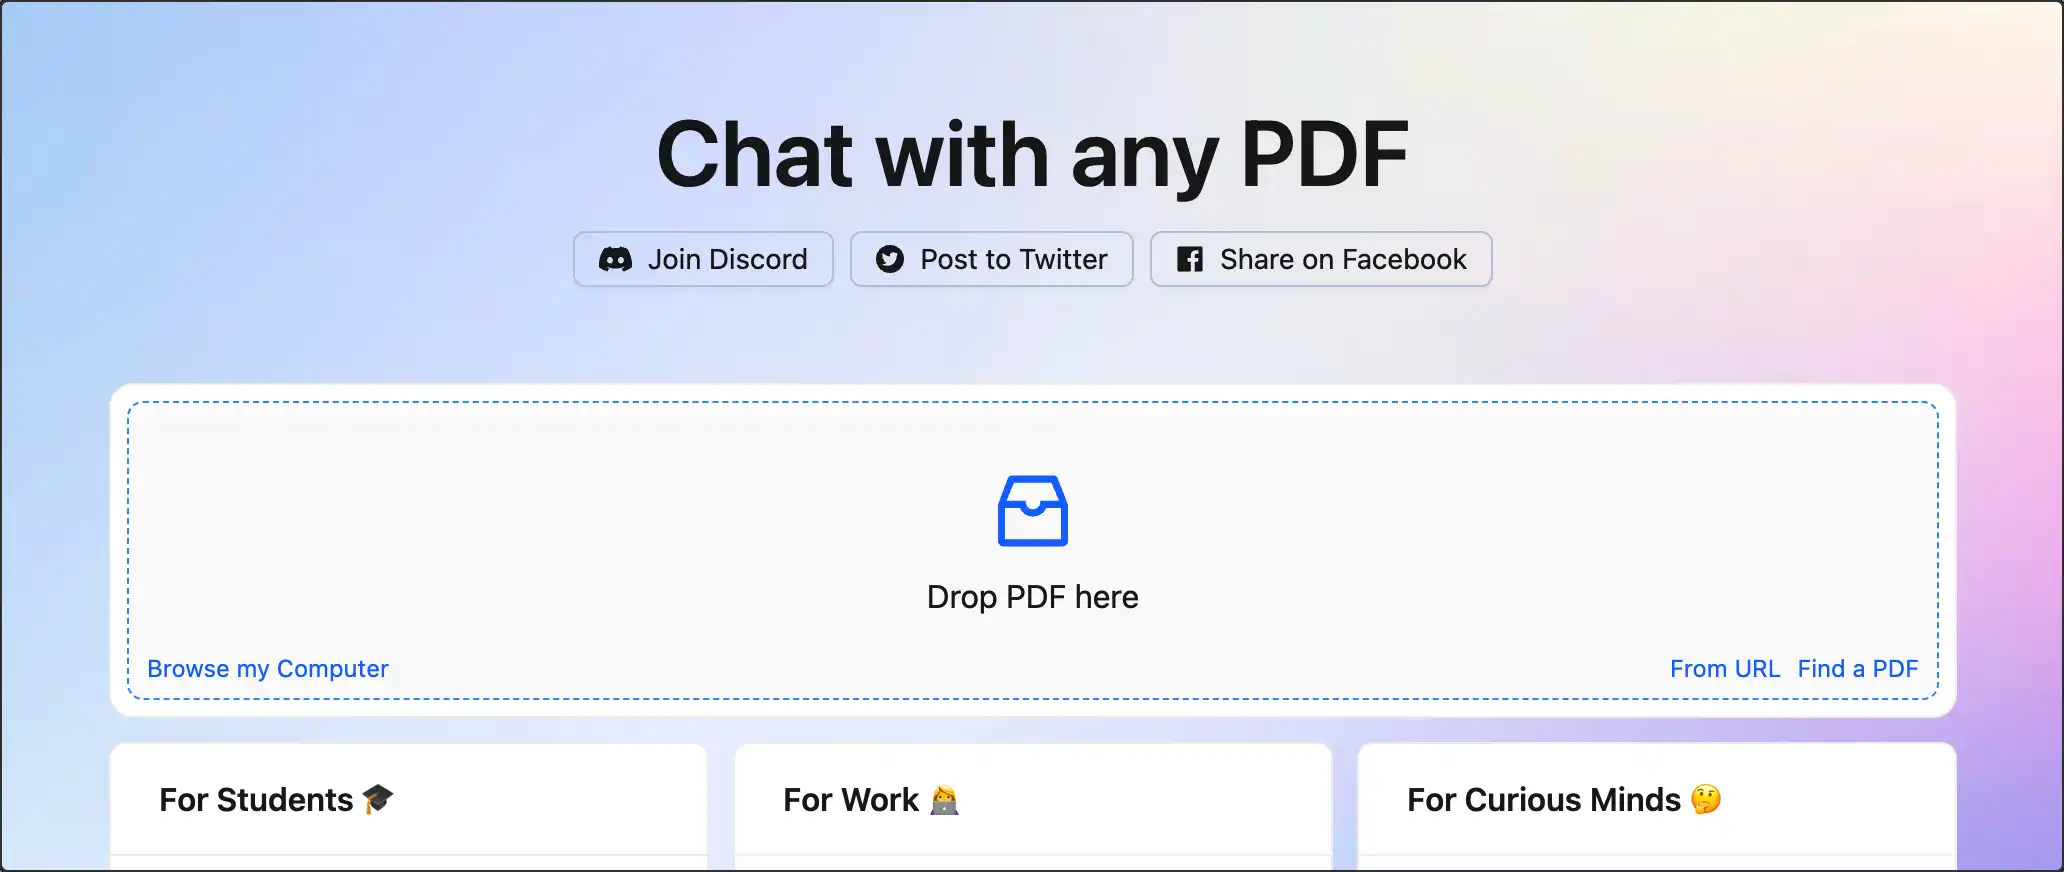 Chat with any PDF
Join Discord
Post to Twitter
Share on Facebook
Drop PDF here
Browse my Computer
From URL
Find a PDF
For Students 🎓
For Work 👩‍💻
For Curious Minds 🤔